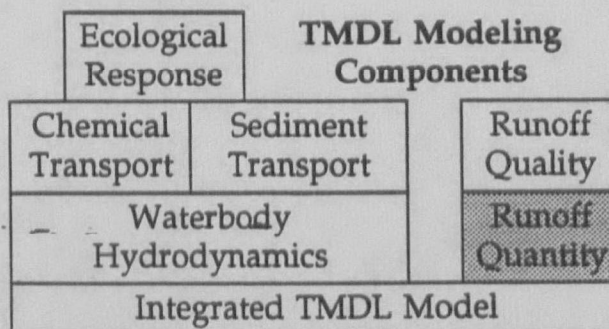 Ecological
Response
TMDL Modeling
Components
Chemical
Transport
Sediment
Transport
Runoff
Quality
Waterbody
Hydrodynamics
Runoff
Quantity
Integrated TMDL Model